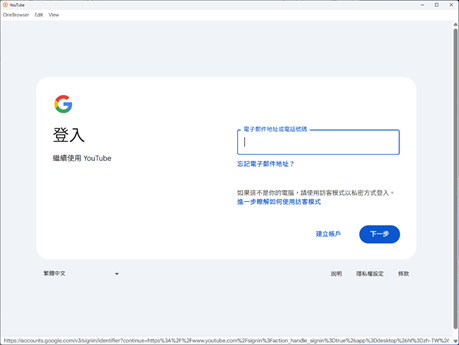 YouTube
OneBrowser Edit View
登入
繼續使用 YouTube
電子郵件地址或電話號碼
忘記電子郵件地址？
如果這不是你的電腦，請使用訪客模式以私密方式登入。
進一步瞭解如何使用訪客模式
建立帳戶
下一步
繁體中文
說明
隱私權設定
條款
https://accounts.google.com/v3/signin/identifier?continue=https%3A%2F%2Fwww.youtube.com%2Fsignin%3Faction_handle_signin%3Dtrue%26app%3Ddesktop%26hl%3Dzh-TW%26